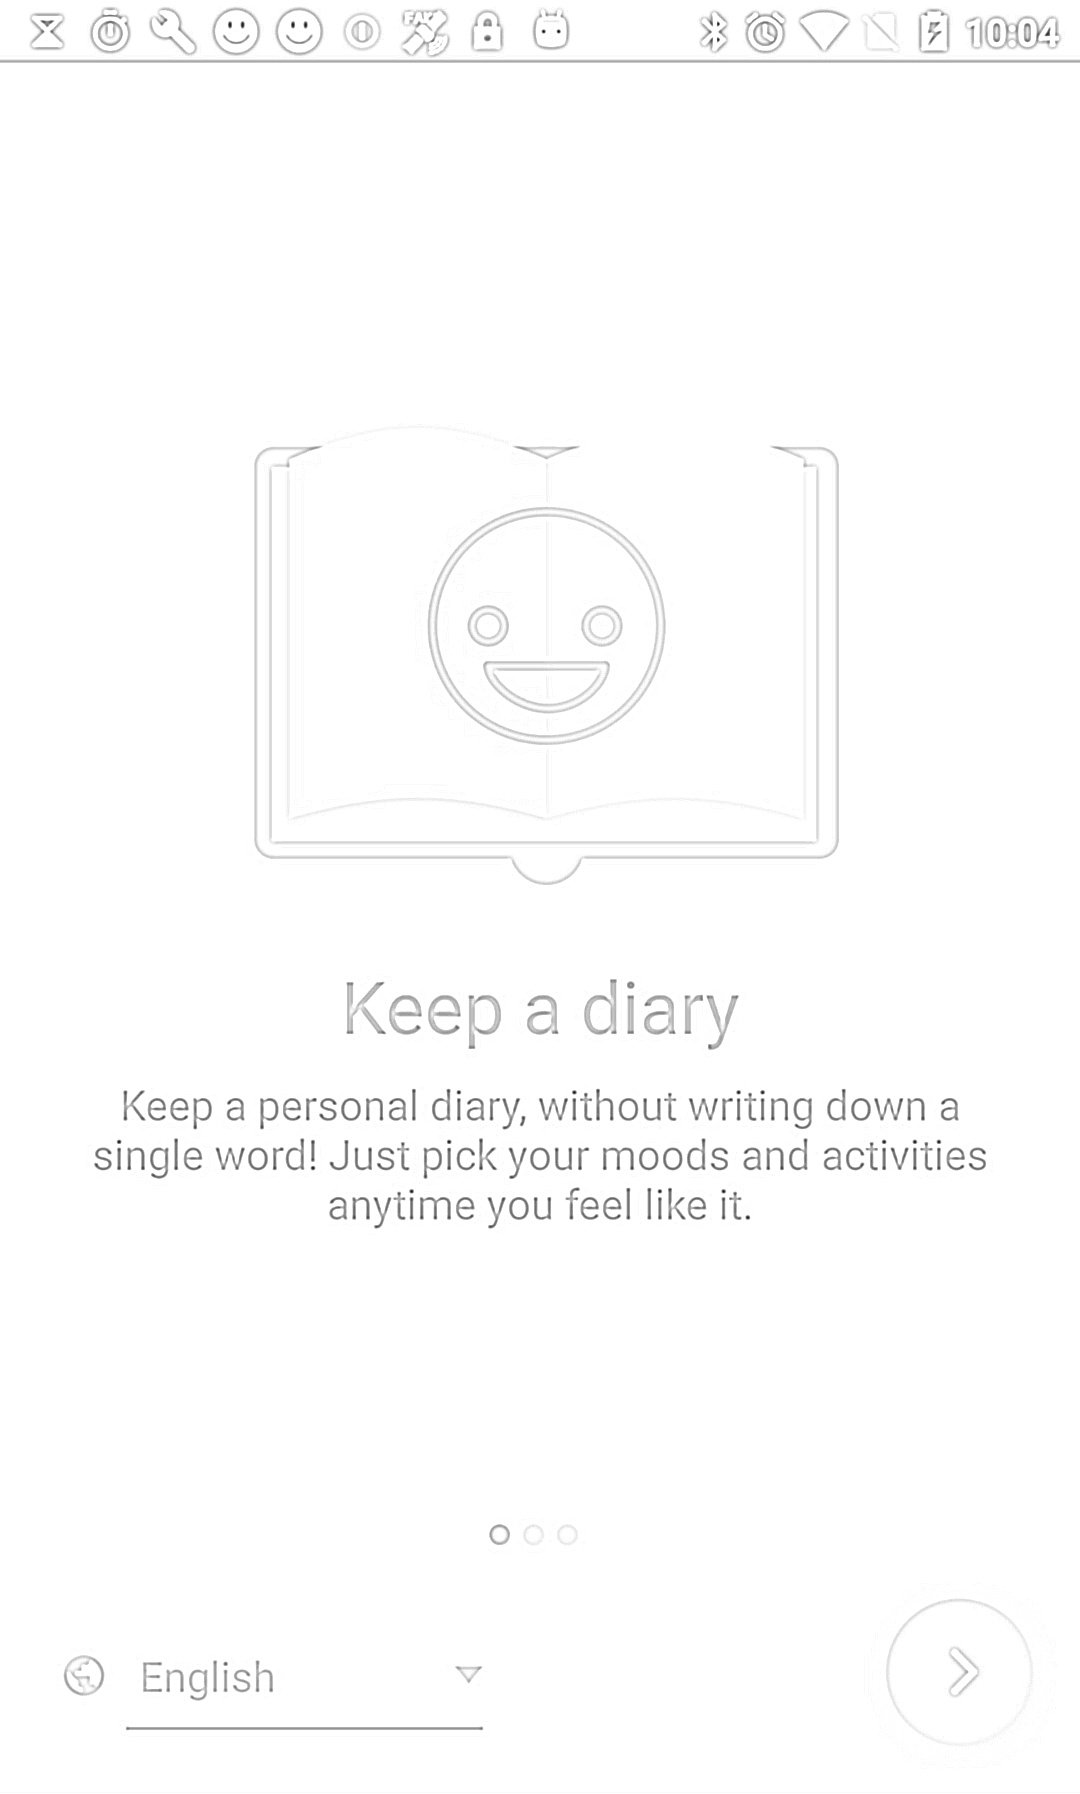 FAKE
10:04
Keep a diary
Keep a personal diary, without writing down a
single word! Just pick your moods and activities
anytime you feel like it.
English